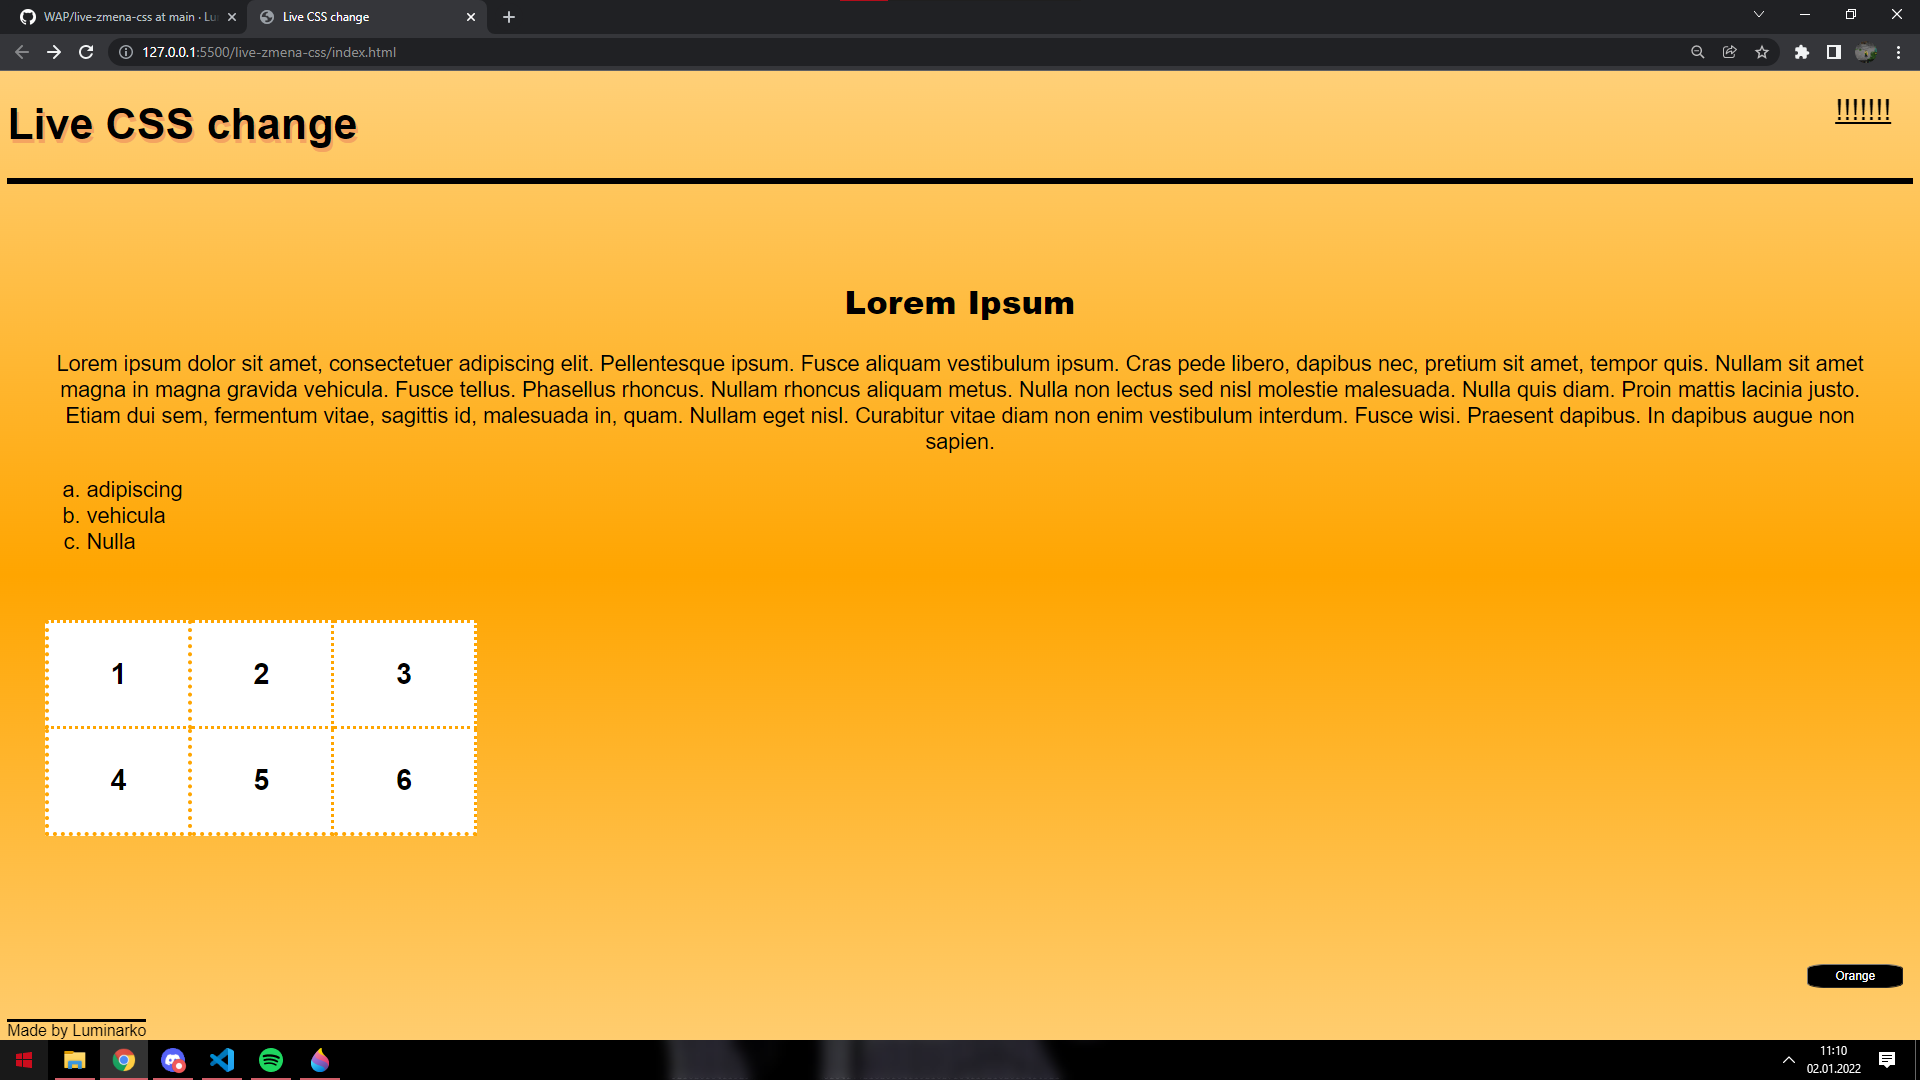 WAP/live-zmena-css at main · Lu
Live CSS change
127.0.0.1:5500/live-zmena-css/index.html
Live CSS change
!!!!!!!
Lorem Ipsum
Lorem ipsum dolor sit amet, consectetuer adipiscing elit. Pellentesque ipsum. Fusce aliquam vestibulum ipsum. Cras pede libero, dapibus nec, pretium sit amet, tempor quis. Nullam sit amet
magna in magna gravida vehicula. Fusce tellus. Phasellus rhoncus. Nullam rhoncus aliquam metus. Nulla non lectus sed nisl molestie malesuada. Nulla quis diam. Proin mattis lacinia justo.
Etiam dui sem, fermentum vitae, sagittis id, malesuada in, quam. Nullam eget nisl. Curabitur vitae diam non enim vestibulum interdum. Fusce wisi. Praesent dapibus. In dapibus augue non
sapien.
a. adipiscing
b. vehicula
c. Nulla
1 2 3
4 5 6
Orange
Made by Luminarko
11:10
02.01.2022